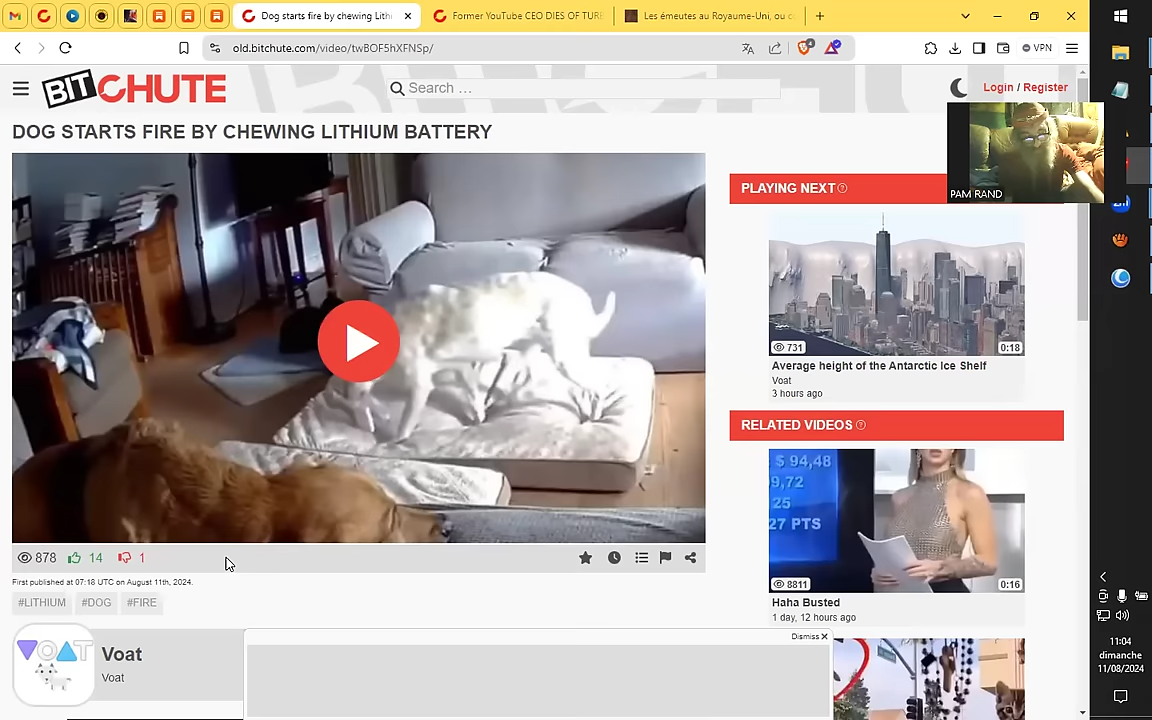 Dog starts fire by chewing Lith
Former YouTube CEO DIES OF TUR
Les émeutes au Royaume-Uni, ou c
old.bitchute.com/video/twBOF5hXFNSp/
4
VPN
BITCHUTE
Search …
Login / Register
DOG STARTS FIRE BY CHEWING LITHIUM BATTERY
PAM RAND
PLAYING NEXT
731
0:18
Average height of the Antarctic Ice Shelf
Voat
3 hours ago
RELATED VIDEOS
$ 94,48
9,72
25
27 PTS
8811
0:16
Haha Busted
1 day, 12 hours ago
878 14 1
First published at 07:18 UTC on August 11th, 2024.
#LITHIUM #DOG #FIRE
VOAT
Voat
Voat
Dismiss
11:04
dimanche
11/08/2024